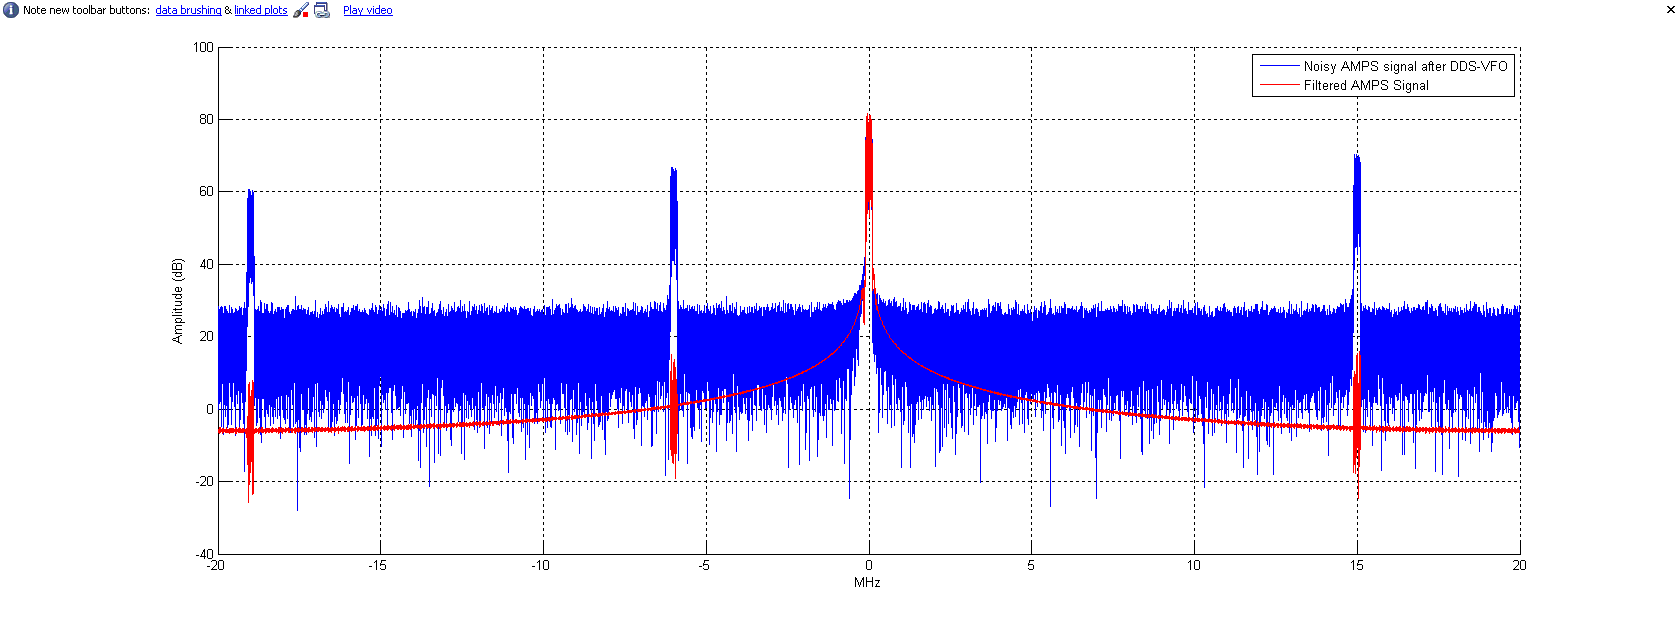 Note new toolbar buttons: data brushing & linked plots Play video
100
80
60
40
20
0
-20
-40
Amplitude (dB)
Noisy AMPS signal after DDS-VFO
Filtered AMPS Signal
-20 -15 -10 -5 0 5 10 15 20
MHz